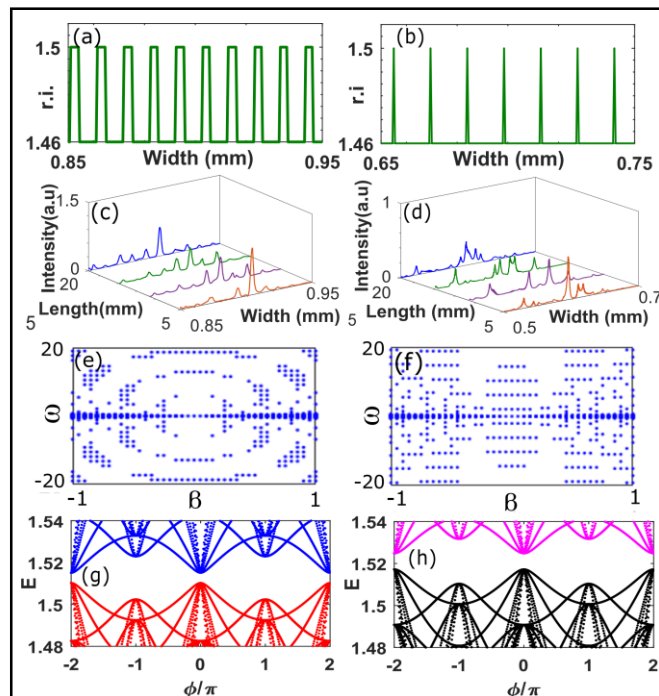 (a)
1.5
r.i.
1.46
0.85
Width (mm)
0.95
(b)
1.5
r.i
1.46
0.65
Width (mm)
0.75
(c)
1.5
Intensity(a.u)
0
20
Length(mm)
5
5
0.85
Width (mm)
0.95
(d)
1
Intensity(a.u)
0
20
Length(mm)
5
5
0.5
Width (mm)
0.7
(e)
20
ω
-20
-1
β
1
(f)
20
ω
-20
-1
β
1
(g)
1.54
1.52
E
1.5
1.48
-2
-1
0
1
2
ϕ/π
(h)
1.54
1.52
E
1.5
1.48
-2
-1
0
1
2
ϕ/π